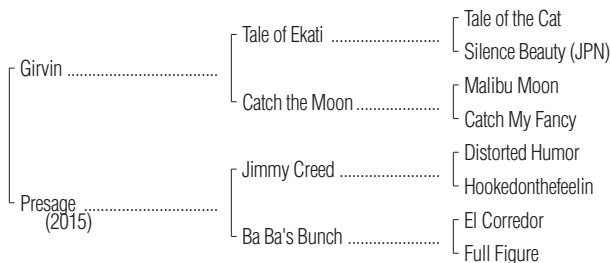 Girvin ....................................
Tale of Ekati ..........................
Tale of the Cat
Silence Beauty (JPN)
Catch the Moon ....................
Malibu Moon
Catch My Fancy
Presage ................................
(2015)
Jimmy Creed ........................
Distorted Humor
Hookedonthefeelin
Ba Ba's Bunch ......................
El Corredor
Full Figure